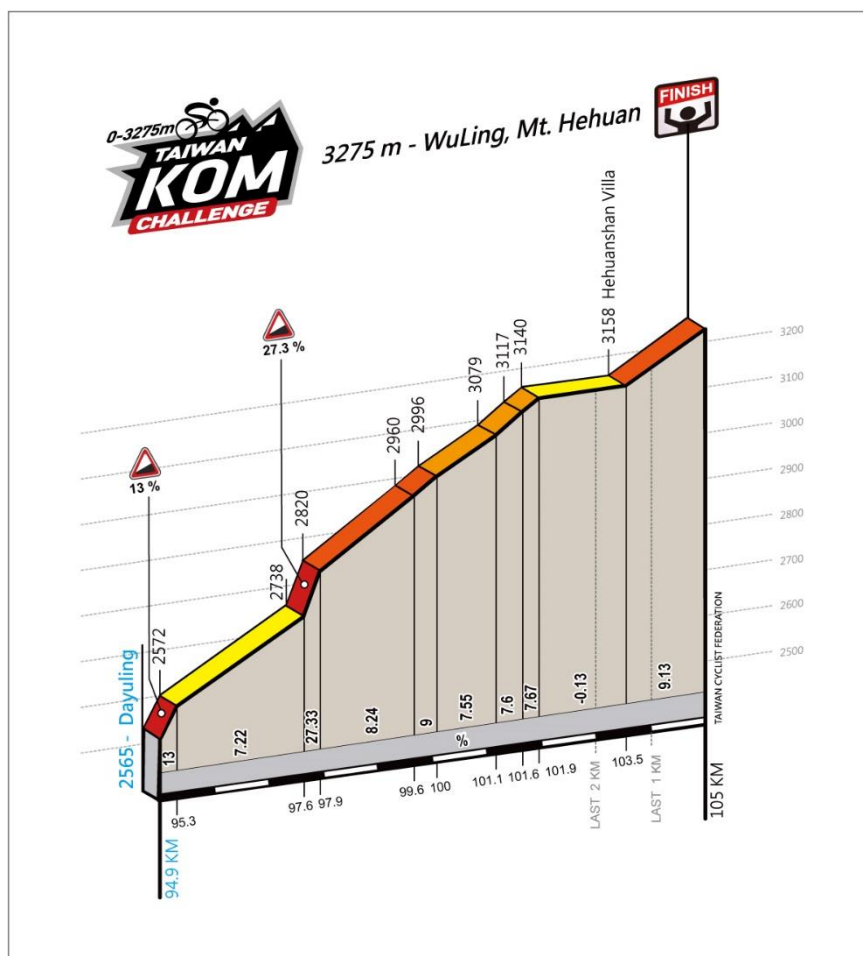 0-3275m
TAIWAN
KOM
CHALLENGE
3275 m - WuLing, Mt. Hehuan
FINISH
3158 Hehuanshan Villa
3140
3117
3079
2996
2960
2820
2738
2572
27.3 %
13 %
2565 - Dayuling
3200
3100
3000
2900
2800
2700
2600
2500
13
7.22
27.33
8.24
9
7.55
7.6
7.67
-0.13
9.13
%
94.9 KM
95.3
97.6
97.9
99.6
100
101.1
101.6
101.9
LAST 2 KM
103.5
LAST 1 KM
105 KM
TAIWAN CYCLIST FEDERATION